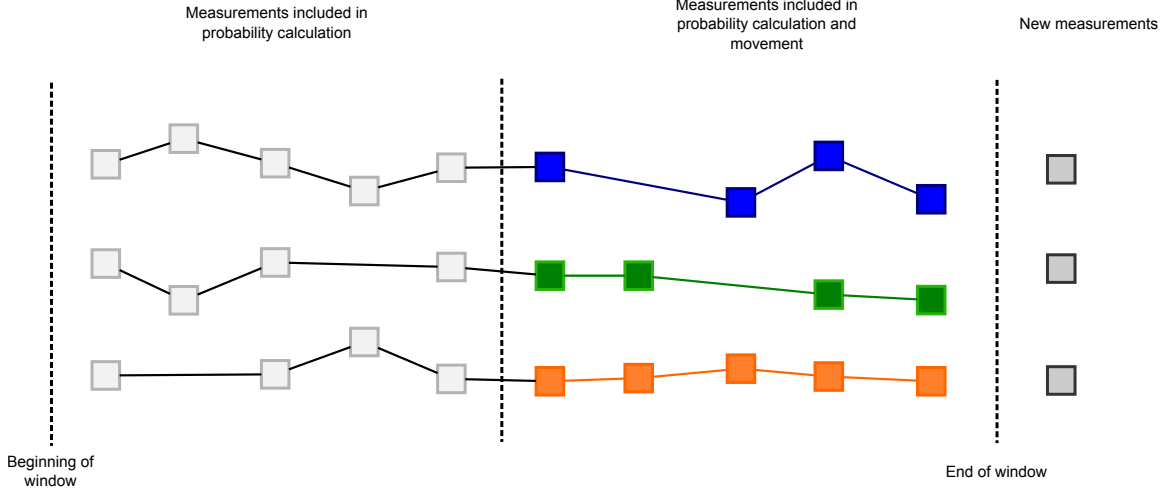 Measurements included in
probability calculation
Measurements included in
probability calculation and
movement
New measurements
Beginning of
window
End of window